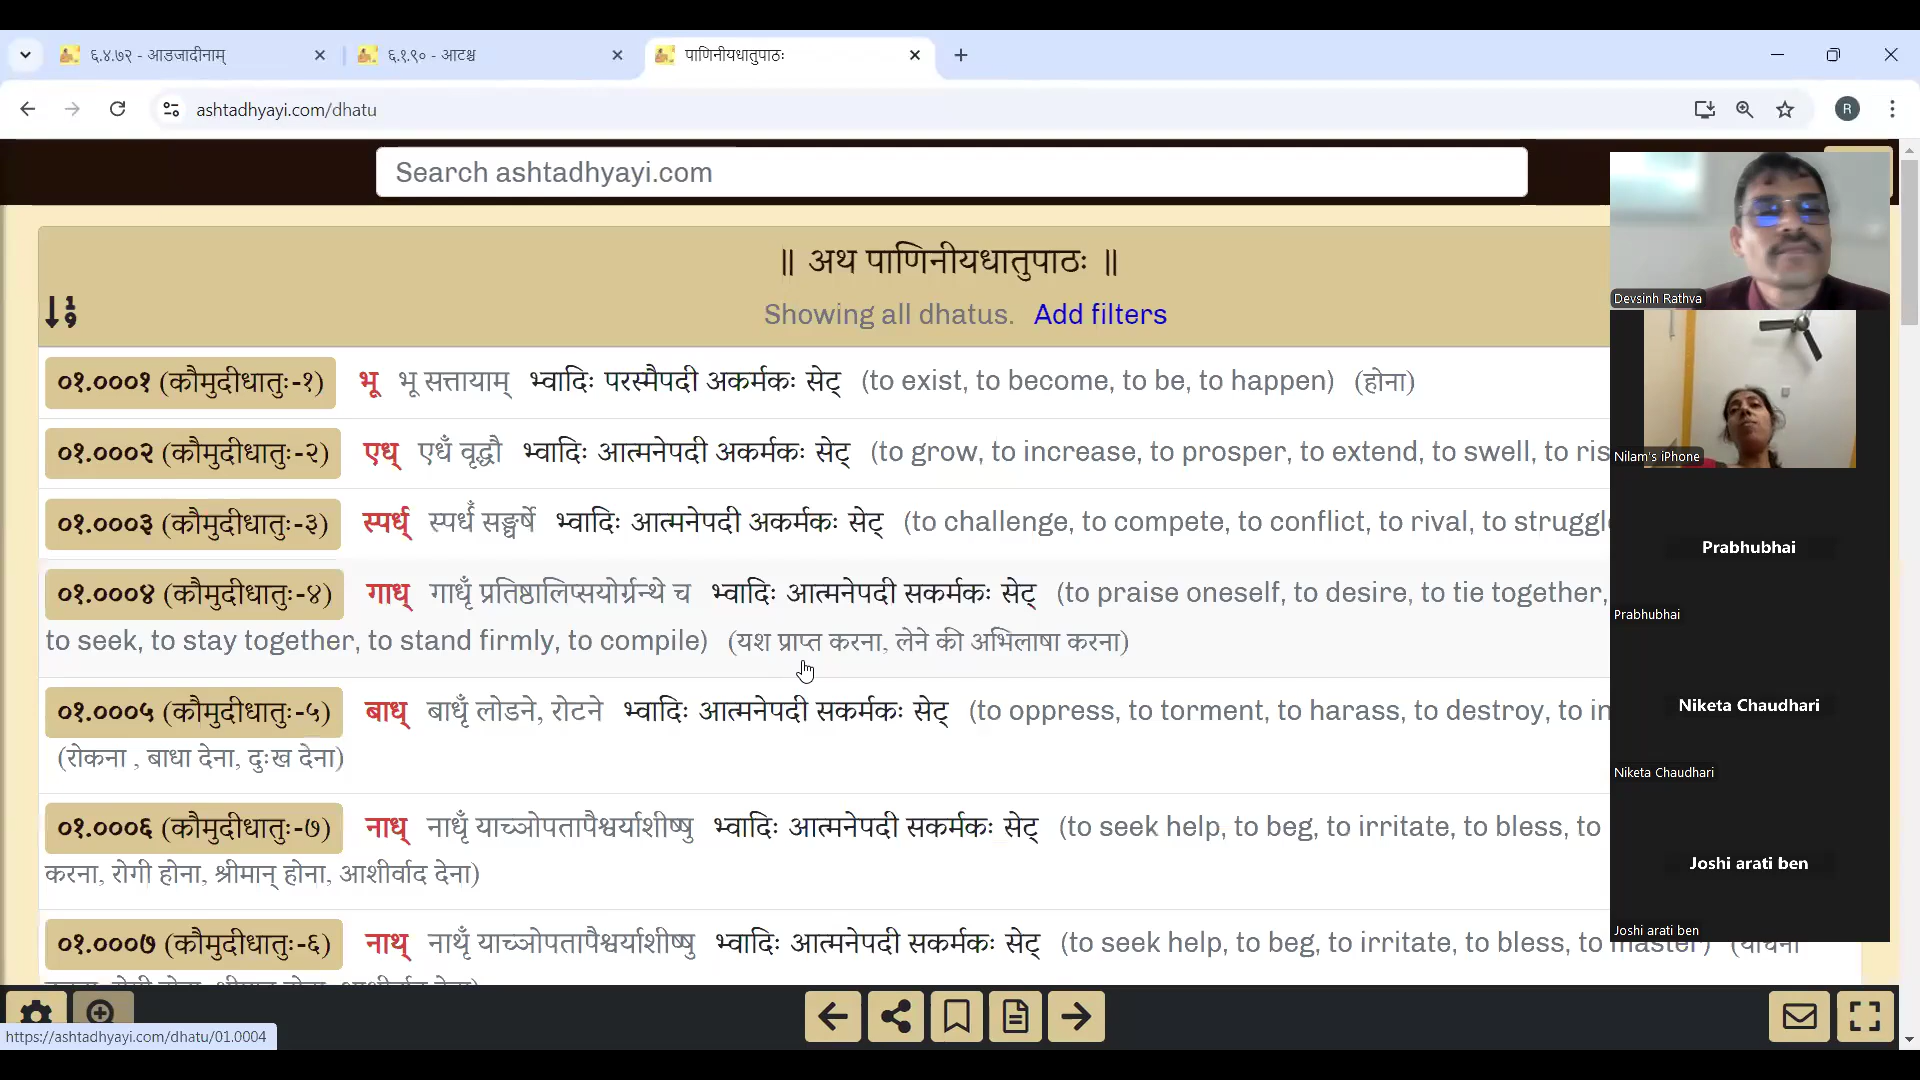 ६.४.७२ - आडजादीनाम्
६.१.९० - आटश्च
पाणिनीयधातुपाठः
ashtadhyayi.com/dhatu
R
Search ashtadhyayi.com
॥ अथ पाणिनीयधातुपाठः ॥
Showing all dhatus. Add filters
०१.०००१ (कौमुदीधातुः-१) भू भू सत्तायाम् भ्वादिः परस्मैपदी अकर्मकः सेट् (to exist, to become, to be, to happen) (होना)
०१.०००२ (कौमुदीधातुः-२) एध् एधँ वृद्धौ भ्वादिः आत्मनेपदी अकर्मकः सेट् (to grow, to increase, to prosper, to extend, to swell, to ris
०१.०००३ (कौमुदीधातुः-३) स्पर्ध् स्पर्धँ सङ्घर्षे भ्वादिः आत्मनेपदी अकर्मकः सेट् (to challenge, to compete, to conflict, to rival, to struggl
०१.०००४ (कौमुदीधातुः-४) गाध् गाधृँ प्रतिष्ठालिप्सयोर्ग्रन्थे च भ्वादिः आत्मनेपदी सकर्मकः सेट् (to praise oneself, to desire, to tie together,
to seek, to stay together, to stand firmly, to compile) (यश प्राप्त करना, लेने की अभिलाषा करना)
०१.०००५ (कौमुदीधातुः-५) बाध् बाधृँ लोडने, रोटने भ्वादिः आत्मनेपदी सकर्मकः सेट् (to oppress, to torment, to harass, to destroy, to in
(रोकना , बाधा देना, दुःख देना)
०१.०००६ (कौमुदीधातुः-७) नाध् नाधृँ याच्ञोपतापैश्वर्याशीष्षु भ्वादिः आत्मनेपदी सकर्मकः सेट् (to seek help, to beg, to irritate, to bless, to
करना, रोगी होना, श्रीमान् होना, आशीर्वाद देना)
०१.०००७ (कौमुदीधातुः-६) नाथ् नाथृँ याच्ञोपतापैश्वर्याशीष्षु भ्वादिः आत्मनेपदी सकर्मकः सेट् (to seek help, to beg, to irritate, to bless, to master) (याचना
https://ashtadhyayi.com/dhatu/01.0004
Devsinh Rathva
Nilam's iPhone
Prabhubhai
Prabhubhai
Niketa Chaudhari
Niketa Chaudhari
Joshi arati ben
Joshi arati ben